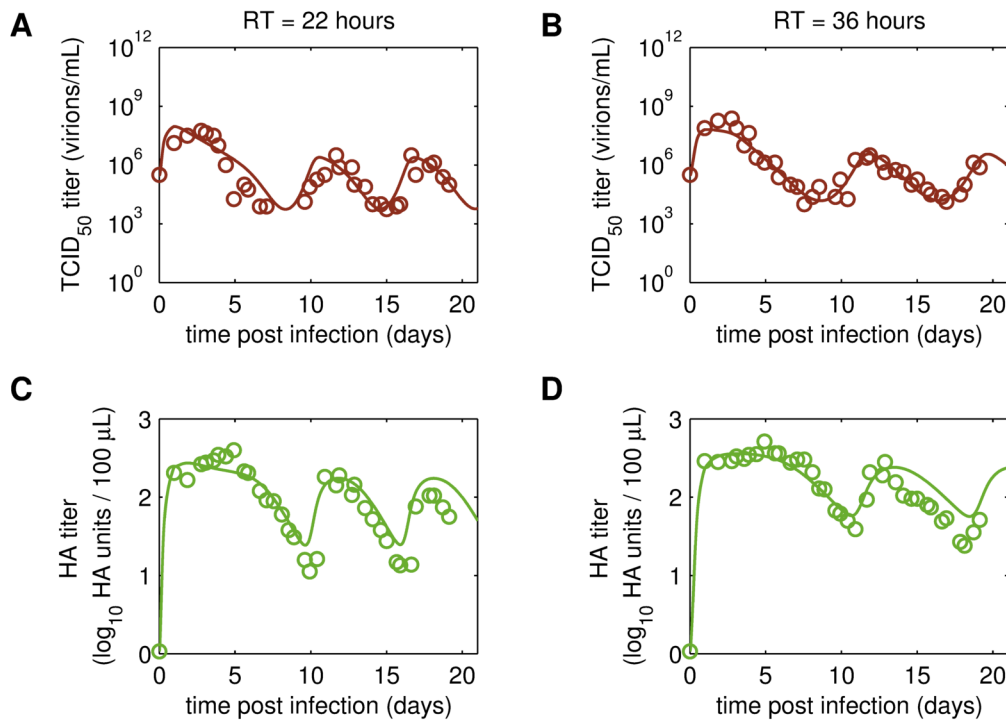 A
RT = 22 hours
TCID50 titer (virions/mL)
10^12
10^9
10^6
10^3
10^0
0 5 10 15 20
time post infection (days)
B
RT = 36 hours
TCID50 titer (virions/mL)
10^12
10^9
10^6
10^3
10^0
0 5 10 15 20
time post infection (days)
C
HA titer
(log10 HA units / 100 μL)
3
2
1
0
0 5 10 15 20
time post infection (days)
D
HA titer
(log10 HA units / 100 μL)
3
2
1
0
0 5 10 15 20
time post infection (days)